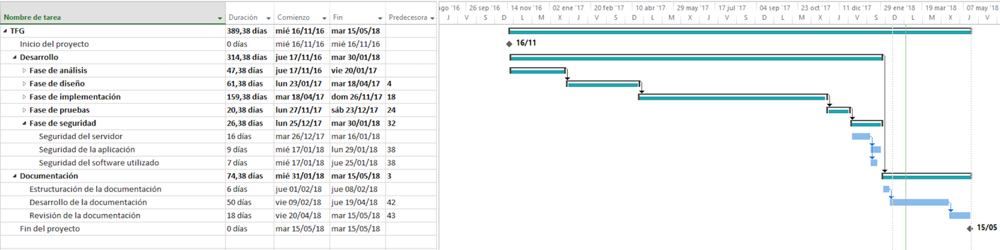 Nombre de tarea Duración Comienzo Fin Predecesora
TFG 389,38 días mié 16/11/16 mar 15/05/18
Inicio del proyecto 0 días mié 16/11/16 mié 16/11/16
Desarrollo 314,38 días jue 17/11/16 mar 30/01/18
Fase de análisis 47,38 días jue 17/11/16 vie 20/01/17
Fase de diseño 61,38 días lun 23/01/17 mar 18/04/17 4
Fase de implementación 159,38 días mar 18/04/17 dom 26/11/17 18
Fase de pruebas 20,38 días lun 27/11/17 sáb 23/12/17 24
Fase de seguridad 26,38 días lun 25/12/17 mar 30/01/18 32
Seguridad del servidor 16 días mar 26/12/17 mar 16/01/18
Seguridad de la aplicación 9 días mié 17/01/18 lun 29/01/18 38
Seguridad del software utilizado 7 días mié 17/01/18 jue 25/01/18 38
Documentación 74,38 días mié 31/01/18 mar 15/05/18 3
Estructuración de la documentación 6 días jue 01/02/18 jue 08/02/18
Desarrollo de la documentación 50 días vie 09/02/18 jue 19/04/18 42
Revisión de la documentación 18 días vie 20/04/18 mar 15/05/18 43
Fin del proyecto 0 días mar 15/05/18 mar 15/05/18
ago '16 26 sep '16 14 nov '16 02 ene '17 20 feb '17 10 abr '17 29 may '17 17 jul '17 04 sep '17 23 oct '17 11 dic '17 29 ene '18 19 mar '18 07 may '18
J V S D L M X J V S D L M X J V S D L M X J V S D L M X J V
16/11
15/05